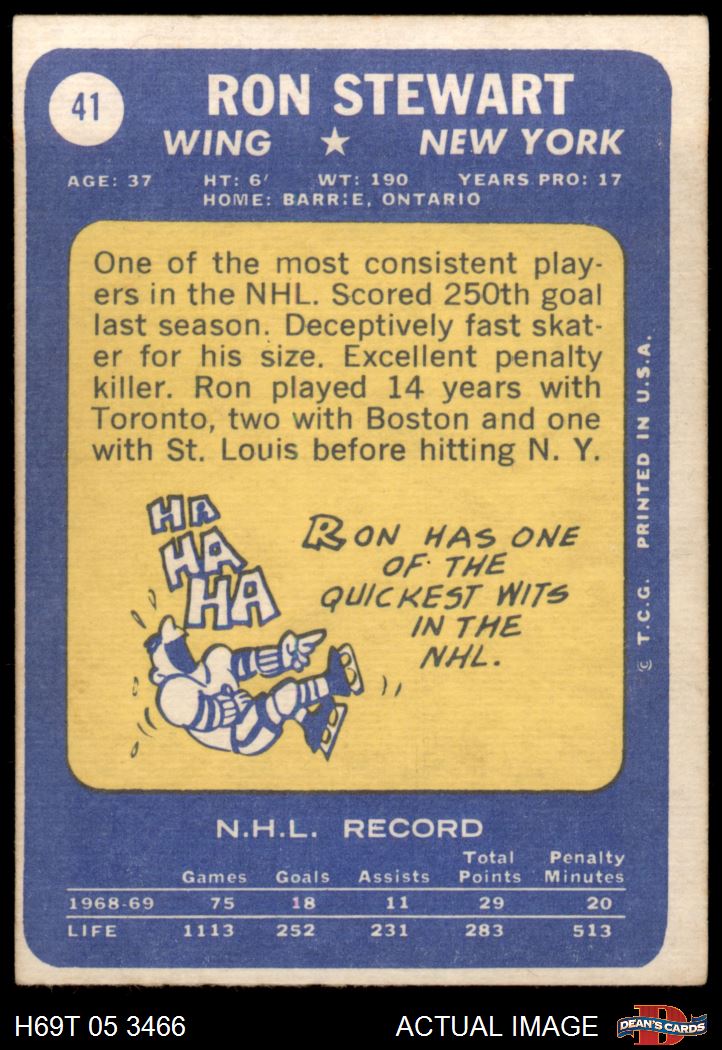 41
RON STEWART
WING ★ NEW YORK
AGE: 37 HT: 6' WT: 190 YEARS PRO: 17
HOME: BARRIE, ONTARIO
One of the most consistent play-
ers in the NHL. Scored 250th goal
last season. Deceptively fast skat-
er for his size. Excellent penalty
killer. Ron played 14 years with
Toronto, two with Boston and one
with St. Louis before hitting N. Y.
HA
HA
HA
RON HAS ONE
OF THE
QUICKEST WITS
IN THE
NHL.
© T.C.G. PRINTED IN U.S.A.
N.H.L. RECORD
Games Goals Assists Total Points Penalty Minutes
1968-69 75 18 11 29 20
LIFE 1113 252 231 283 513
H69T 05 3466 ACTUAL IMAGE
D
DEAN'S CARDS